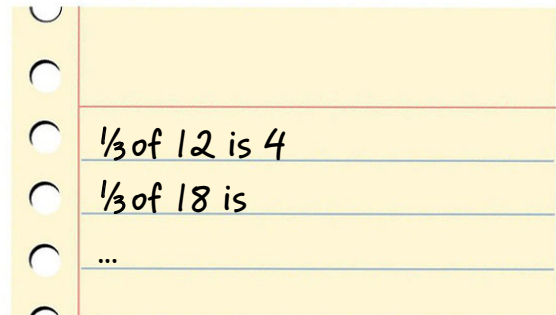 ⅓ of 12 is 4
⅓ of 18 is
...